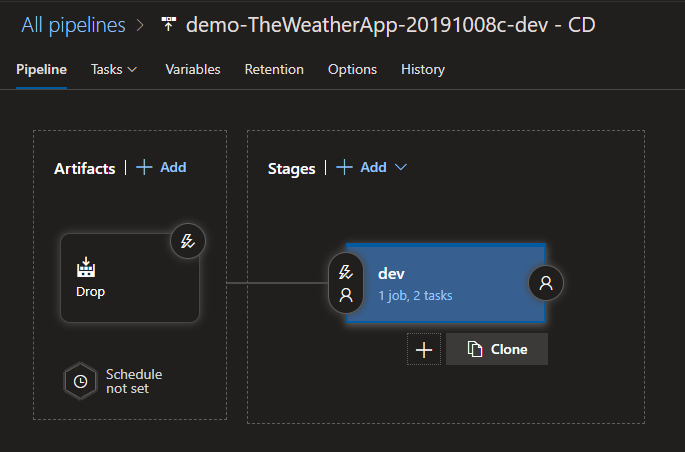 All pipelines > demo-TheWeatherApp-20191008c-dev - CD
Pipeline Tasks Variables Retention Options History
Artifacts | + Add
Stages | + Add
Drop
dev
1 job, 2 tasks
+ Clone
Schedule
not set